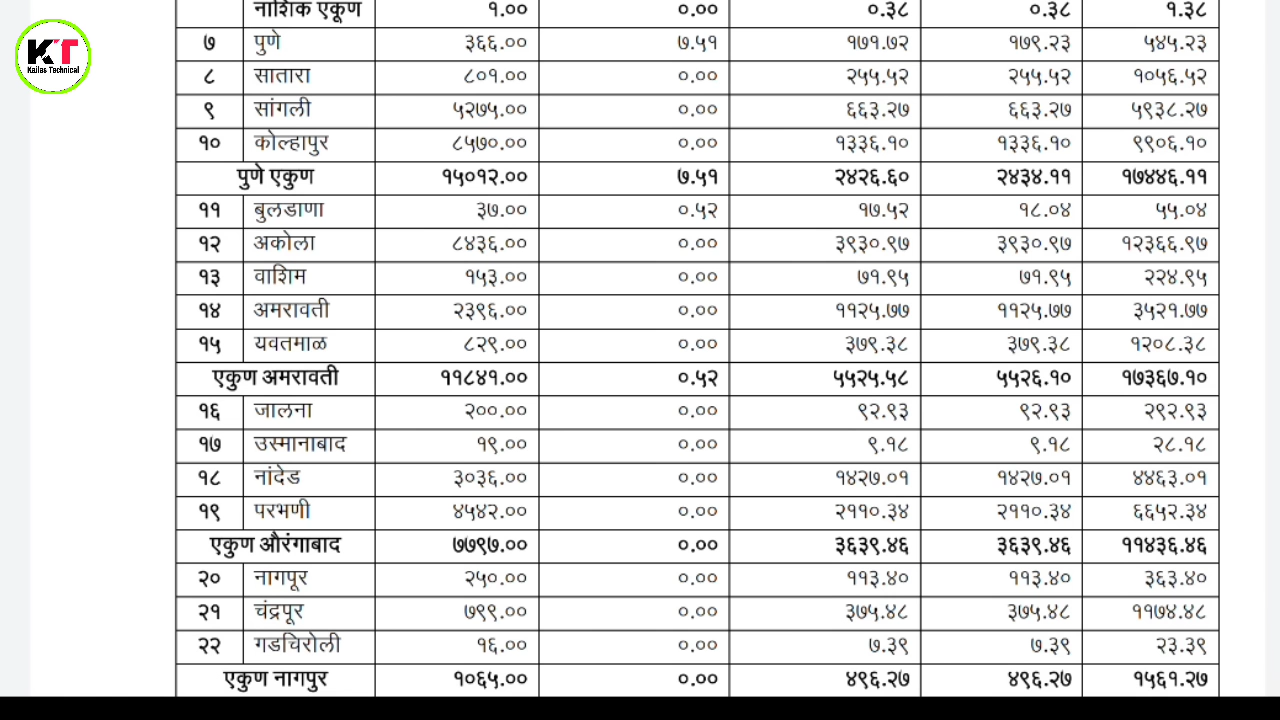 नाशिक एकूण १.०० ०.०० ०.३८ ०.३८ १.३८
KT
Kailas Technical
७ पुणे ३६६.०० ७.५१ १७१.७२ १७९.२३ ५४५.२३
८ सातारा ८०१.०० ०.०० २५५.५२ २५५.५२ १०५६.५२
९ सांगली ५२७५.०० ०.०० ६६३.२७ ६६३.२७ ५९३८.२७
१० कोल्हापुर ८५७०.०० ०.०० १३३६.१० १३३६.१० ९९०६.१०
पुणे एकुण १५०१२.०० ७.५१ २४२६.६० २४३४.११ १७४४६.११
११ बुलडाणा ३७.०० ०.५२ १७.५२ १८.०४ ५५.०४
१२ अकोला ८४३६.०० ०.०० ३९३०.९७ ३९३०.९७ १२३६६.९७
१३ वाशिम १५३.०० ०.०० ७१.९५ ७१.९५ २२४.९५
१४ अमरावती २३९६.०० ०.०० ११२५.७७ ११२५.७७ ३५२१.७७
१५ यवतमाळ ८२९.०० ०.०० ३७९.३८ ३७९.३८ १२०८.३८
एकुण अमरावती ११८४१.०० ०.५२ ५५२५.५८ ५५२६.१० १७३६७.१०
१६ जालना २००.०० ०.०० ९२.९३ ९२.९३ २९२.९३
१७ उस्मानाबाद १९.०० ०.०० ९.१८ ९.१८ २८.१८
१८ नांदेड ३०३६.०० ०.०० १४२७.०१ १४२७.०१ ४४६३.०१
१९ परभणी ४५४२.०० ०.०० २११०.३४ २११०.३४ ६६५२.३४
एकुण औरंगाबाद ७७९७.०० ०.०० ३६३९.४६ ३६३९.४६ ११४३६.४६
२० नागपूर २५०.०० ०.०० ११३.४० ११३.४० ३६३.४०
२१ चंद्रपूर ७९९.०० ०.०० ३७५.४८ ३७५.४८ ११७४.४८
२२ गडचिरोली १६.०० ०.०० ७.३९ ७.३९ २३.३९
एकुण नागपुर १०६५.०० ०.०० ४९६.२७ ४९६.२७ १५६१.२७